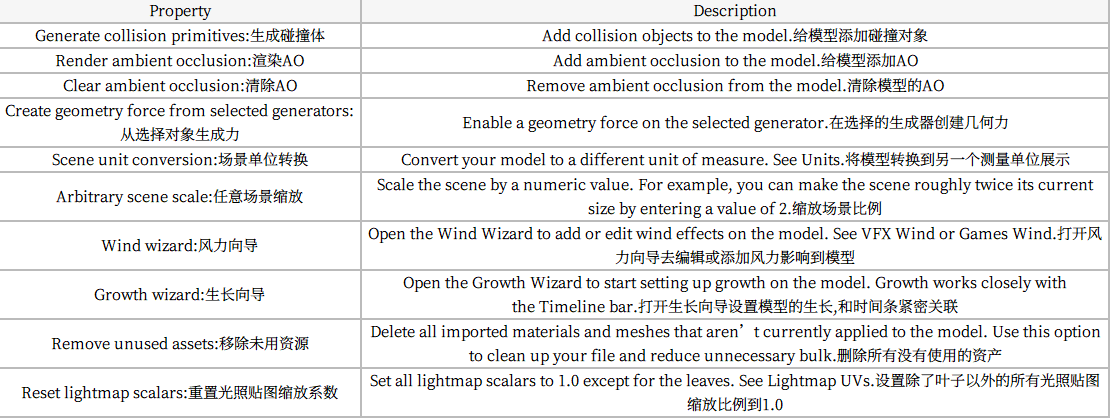 Property
Description
Generate collision primitives:生成碰撞体
Add collision objects to the model.给模型添加碰撞对象
Render ambient occlusion:渲染AO
Add ambient occlusion to the model.给模型添加AO
Clear ambient occlusion:清除AO
Remove ambient occlusion from the model.清除模型的AO
Create geometry force from selected generators:
从选择对象生成力
Enable a geometry force on the selected generator.在选择的生成器创建几何力
Scene unit conversion:场景单位转换
Convert your model to a different unit of measure. See Units.将模型转换到另一个测量单位展示
Arbitrary scene scale:任意场景缩放
Scale the scene by a numeric value. For example, you can make the scene roughly twice its current
size by entering a value of 2.缩放场景比例
Wind wizard:风力向导
Open the Wind Wizard to add or edit wind effects on the model. See VFX Wind or Games Wind.打开风
力向导去编辑或添加风力影响到模型
Growth wizard:生长向导
Open the Growth Wizard to start setting up growth on the model. Growth works closely with
the Timeline bar.打开生长向导设置模型的生长,和时间条紧密关联
Remove unused assets:移除未用资源
Delete all imported materials and meshes that aren’t currently applied to the model. Use this option
to clean up your file and reduce unnecessary bulk.删除所有没有使用的资产
Reset lightmap scalars:重置光照贴图缩放系数
Set all lightmap scalars to 1.0 except for the leaves. See Lightmap UVs.设置除了叶子以外的所有光照贴图
缩放比例到1.0